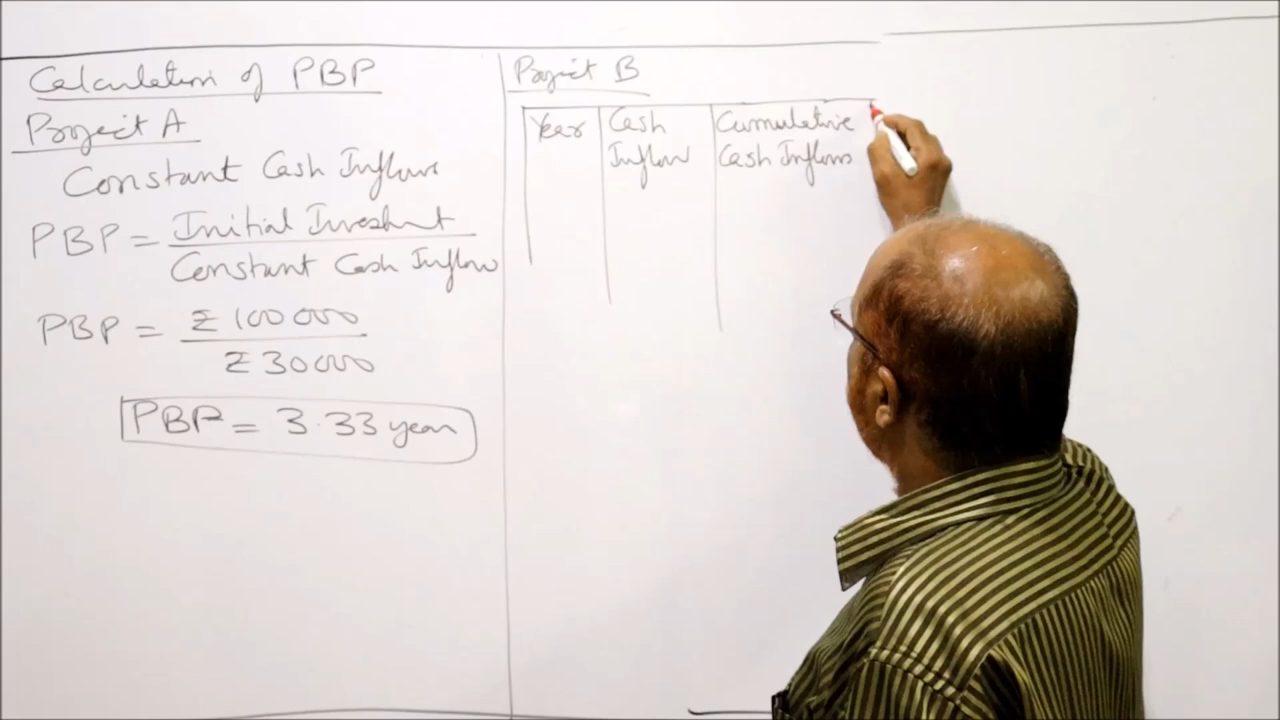 Calculation of PBP
Project A
Constant Cash Inflows
PBP = Initial Investment
Constant Cash Inflow
PBP = ₹ 100000
₹ 30000
PBP = 3.33 year
Project B
Year Cash Inflow Cumulative Cash Inflows